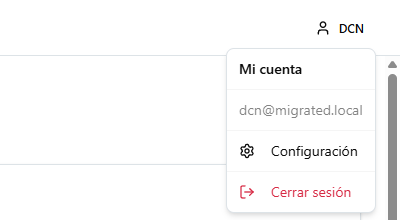 DCN
Mi cuenta
dcn@migrated.local
Configuración
Cerrar sesión